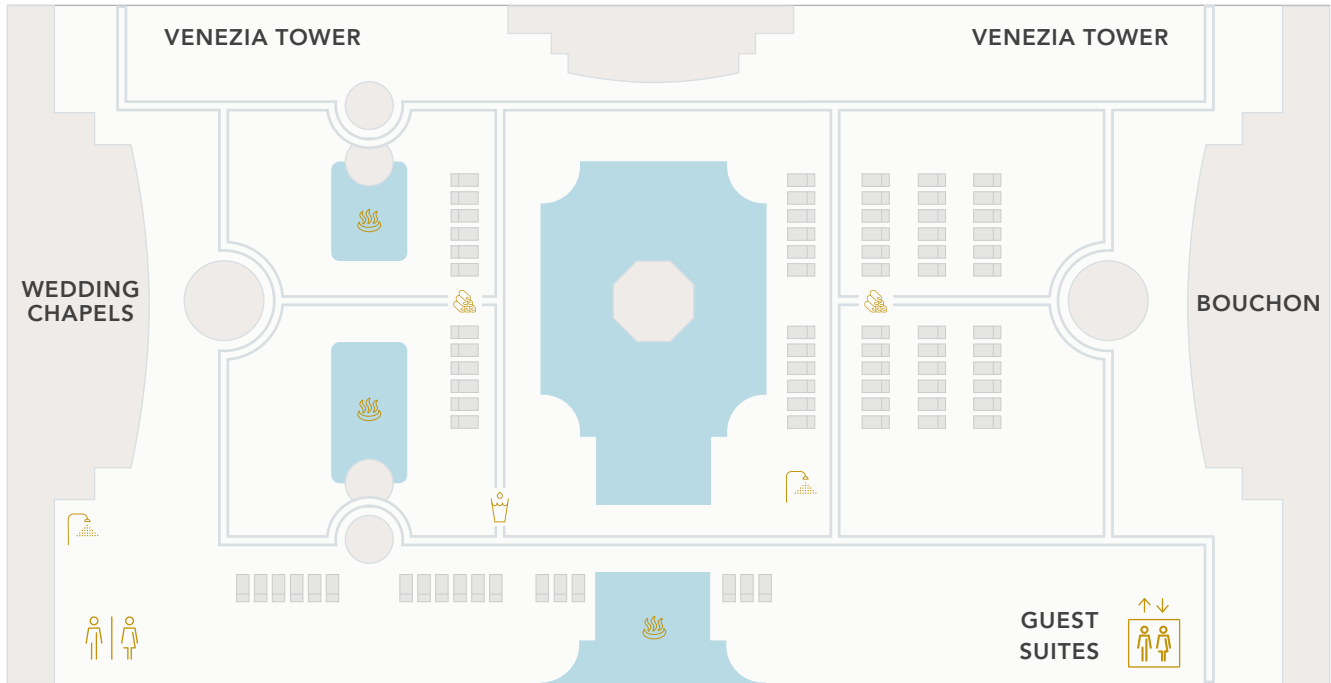 VENEZIA TOWER
VENEZIA TOWER
WEDDING
CHAPELS
BOUCHON
GUEST
SUITES